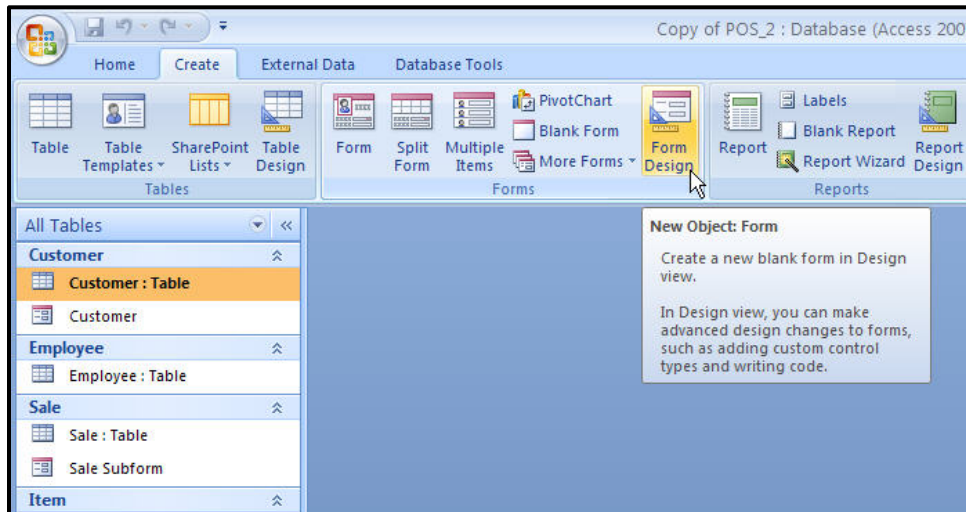 Copy of POS_2 : Database (Access 200
Home Create External Data Database Tools
Table
Table Templates
SharePoint Lists
Table Design
Tables
Form
Split Form
Multiple Items
PivotChart
Blank Form
More Forms
Form Design
Forms
Report
Labels
Blank Report
Report Wizard
Report Design
Reports
All Tables
Customer
Customer : Table
Customer
Employee
Employee : Table
Sale
Sale : Table
Sale Subform
Item
New Object: Form
Create a new blank form in Design
view.
In Design view, you can make
advanced design changes to forms,
such as adding custom control
types and writing code.